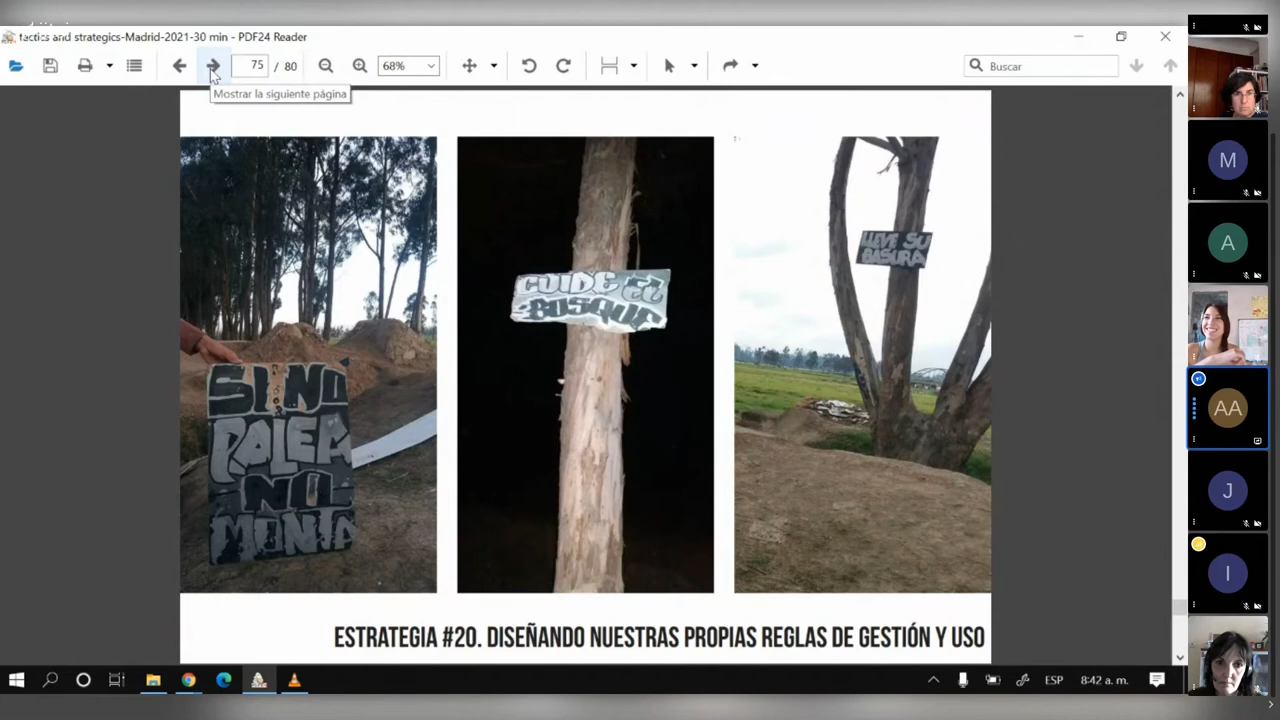 tactics and strategics-Madrid-2021-30 min - PDF24 Reader
75 / 80
68%
Buscar
Mostrar la siguiente página
SI NO
PALEA
NO
MONTA
CUIDE EL
BOSQUE
LLEVE SU
BASURA
ESTRATEGIA #20. DISEÑANDO NUESTRAS PROPIAS REGLAS DE GESTIÓN Y USO
M
A
AA
J
I
ESP
8:42 a. m.